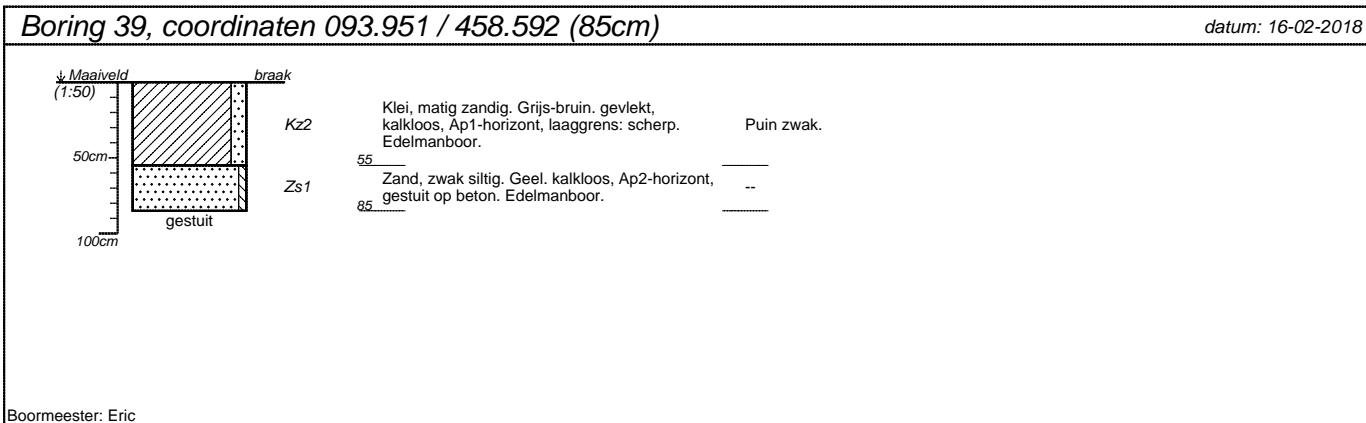 Boring 39, coordinaten 093.951 / 458.592 (85cm)
datum: 16-02-2018
Maaiveld
braak
(1:50)
Kz2
Klei, matig zandig. Grijs-bruin. gevlekt,
kalkloos, Ap1-horizont, laaggrens: scherp.
Edelmanboor.
Puin zwak.
50cm
55
Zs1
Zand, zwak siltig. Geel. kalkloos, Ap2-horizont,
gestuit op beton. Edelmanboor.
--
85
gestuit
100cm
Boormeester: Eric